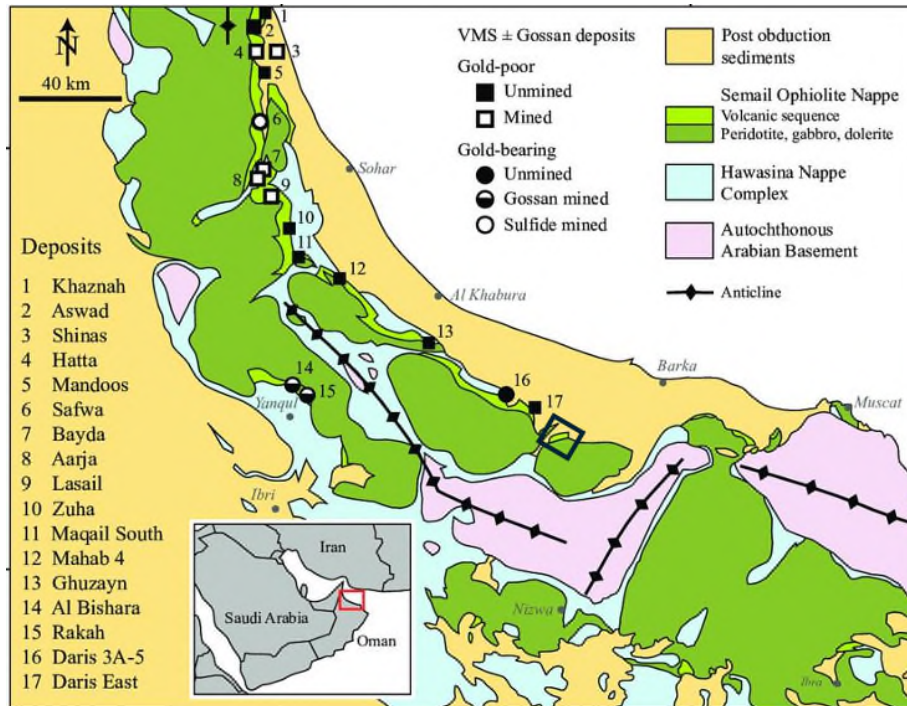 N
40 km
1
2
4
3
5
6
7
8
9
10
11
12
13
14
15
16
17
Sohar
Al Khabura
Barka
Muscat
Yanqul
Ibri
Nizwa
Ibra
VMS ± Gossan deposits
Gold-poor
Unmined
Mined
Gold-bearing
Unmined
Gossan mined
Sulfide mined
Post obduction
sediments
Semail Ophiolite Nappe
Volcanic sequence
Peridotite, gabbro, dolerite
Hawasina Nappe
Complex
Autochthonous
Arabian Basement
Anticline
Deposits
1 Khaznah
2 Aswad
3 Shinas
4 Hatta
5 Mandoos
6 Safwa
7 Bayda
8 Aarja
9 Lasail
10 Zuha
11 Maqail South
12 Mahab 4
13 Ghuzayn
14 Al Bishara
15 Rakah
16 Daris 3A-5
17 Daris East
Iran
Saudi Arabia
Oman